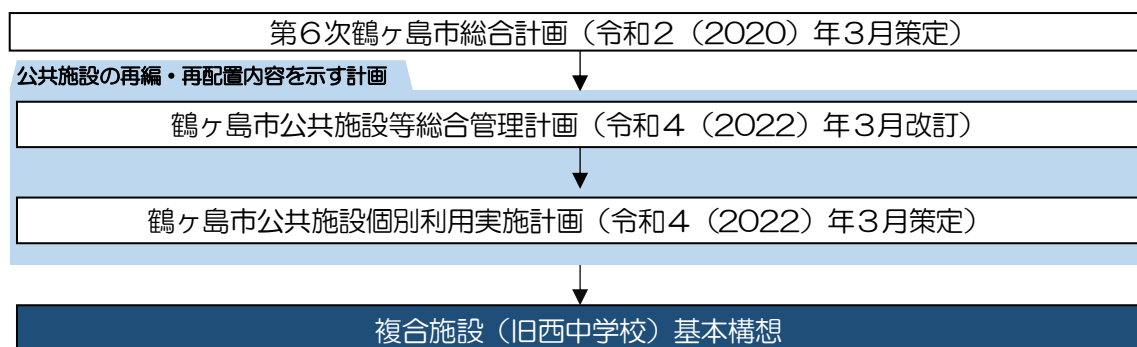 第６次鶴ヶ島市総合計画（令和２（2020）年３月策定）
公共施設の再編・再配置内容を示す計画
鶴ヶ島市公共施設等総合管理計画（令和４（2022）年３月改訂）
鶴ヶ島市公共施設個別利用実施計画（令和４（2022）年３月策定）
複合施設（旧西中学校）基本構想